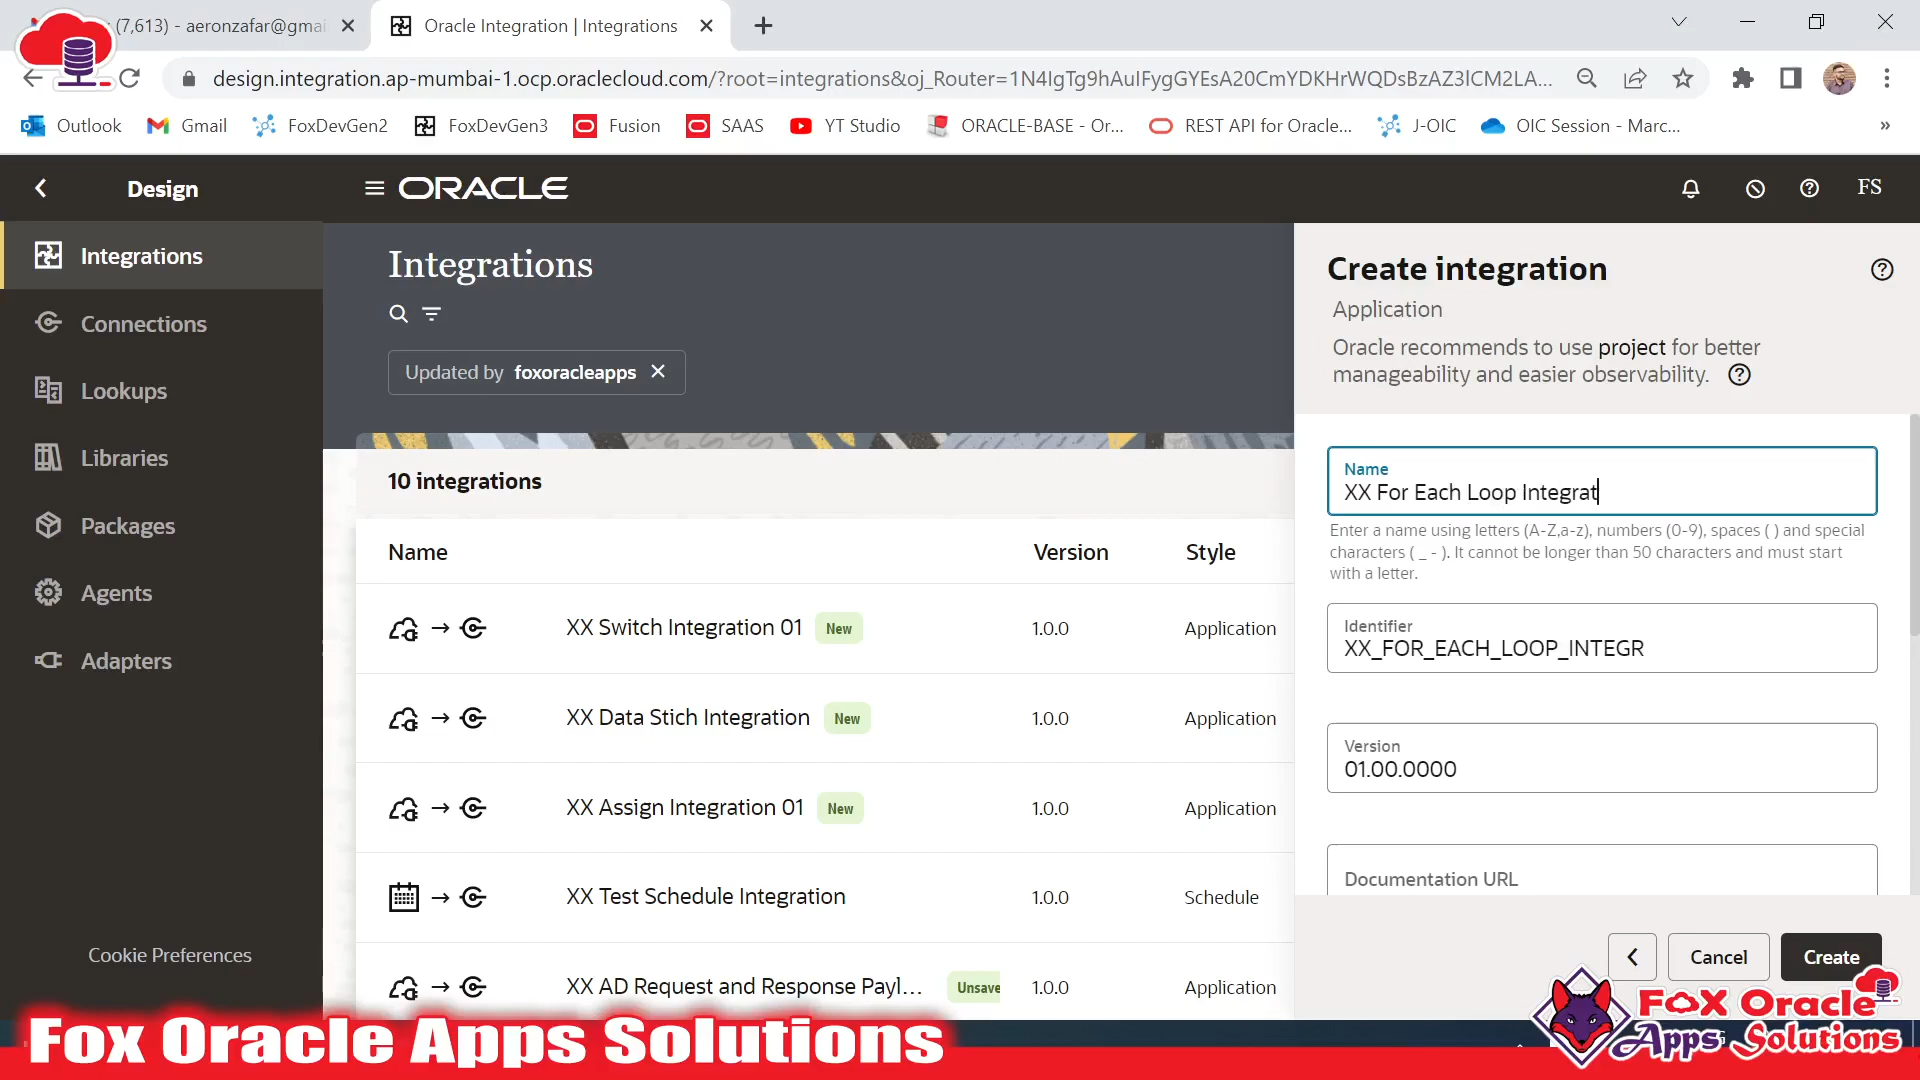 (7,613) - aeronzafar@gmai
Oracle Integration | Integrations
design.integration.ap-mumbai-1.ocp.oraclecloud.com/?root=integrations&oj_Router=1N4IgTg9hAuIFygGYEsA20CmYDKHrWQDsBzAZ3lCM2LA...
Outlook
Gmail
FoxDevGen2
FoxDevGen3
Fusion
SAAS
YT Studio
ORACLE-BASE - Or...
REST API for Oracle...
J-OIC
OIC Session - Marc...
»
Design
ORACLE
FS
Integrations
Connections
Lookups
Libraries
Packages
Agents
Adapters
Cookie Preferences
Integrations
Updated by foxoracleapps
10 integrations
Name Version Style
XX Switch Integration 01 New 1.0.0 Application
XX Data Stich Integration New 1.0.0 Application
XX Assign Integration 01 New 1.0.0 Application
XX Test Schedule Integration 1.0.0 Schedule
XX AD Request and Response Payl... Unsave 1.0.0 Application
Create integration
Application
Oracle recommends to use project for better
manageability and easier observability.
Name
XX For Each Loop Integrat
Enter a name using letters (A-Z,a-z), numbers (0-9), spaces ( ) and special
characters ( _ - ). It cannot be longer than 50 characters and must start
with a letter.
Identifier
XX_FOR_EACH_LOOP_INTEGR
Version
01.00.0000
Documentation URL
Cancel
Create
Fox Oracle Apps Solutions
Fox Oracle
Apps Solutions